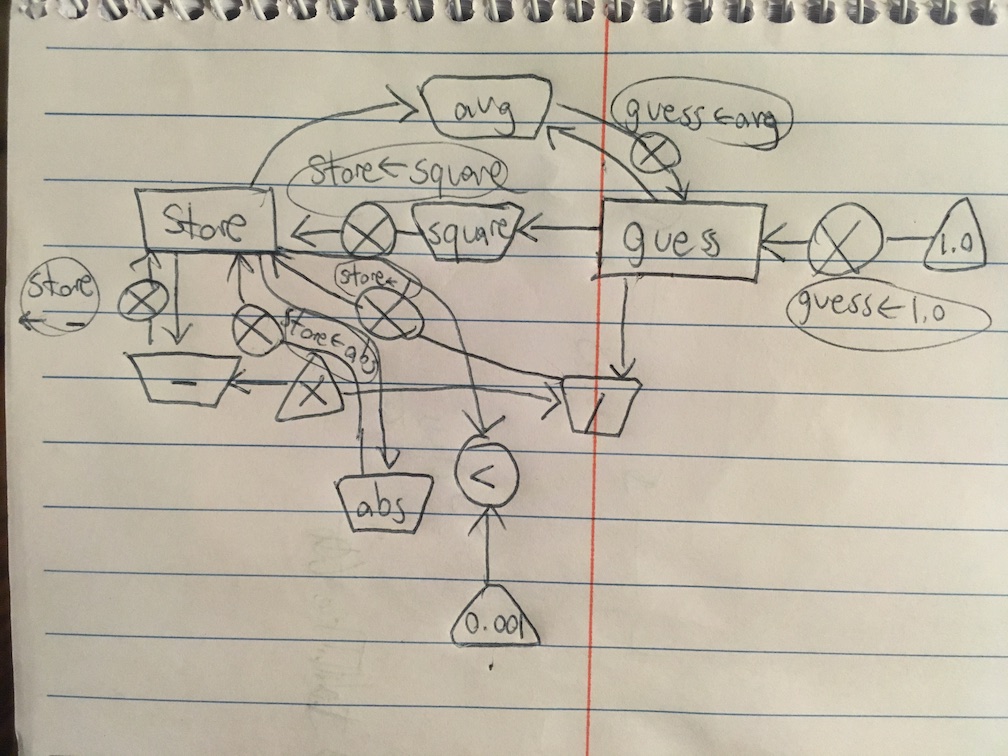 avg
guess←avg
store←square
Store
square
guess
1.0
store
←-
store←/
guess←1.0
store←abs
-
x
/
<
abs
0.001